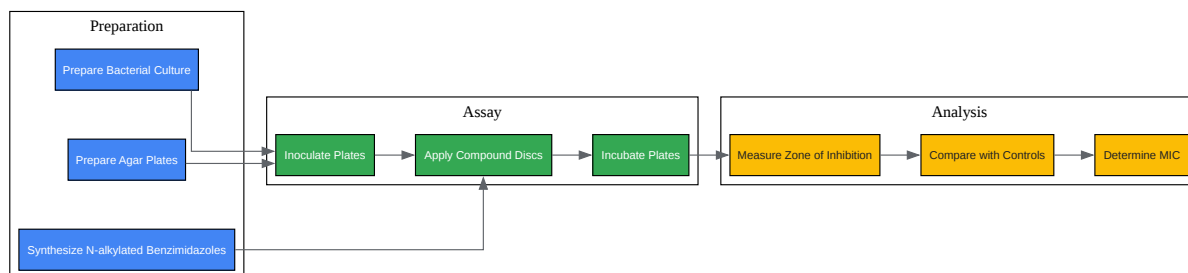 Preparation
Prepare Bacterial Culture
Prepare Agar Plates
Synthesize N-alkylated Benzimidazoles
Assay
Inoculate Plates
Apply Compound Discs
Incubate Plates
Analysis
Measure Zone of Inhibition
Compare with Controls
Determine MIC